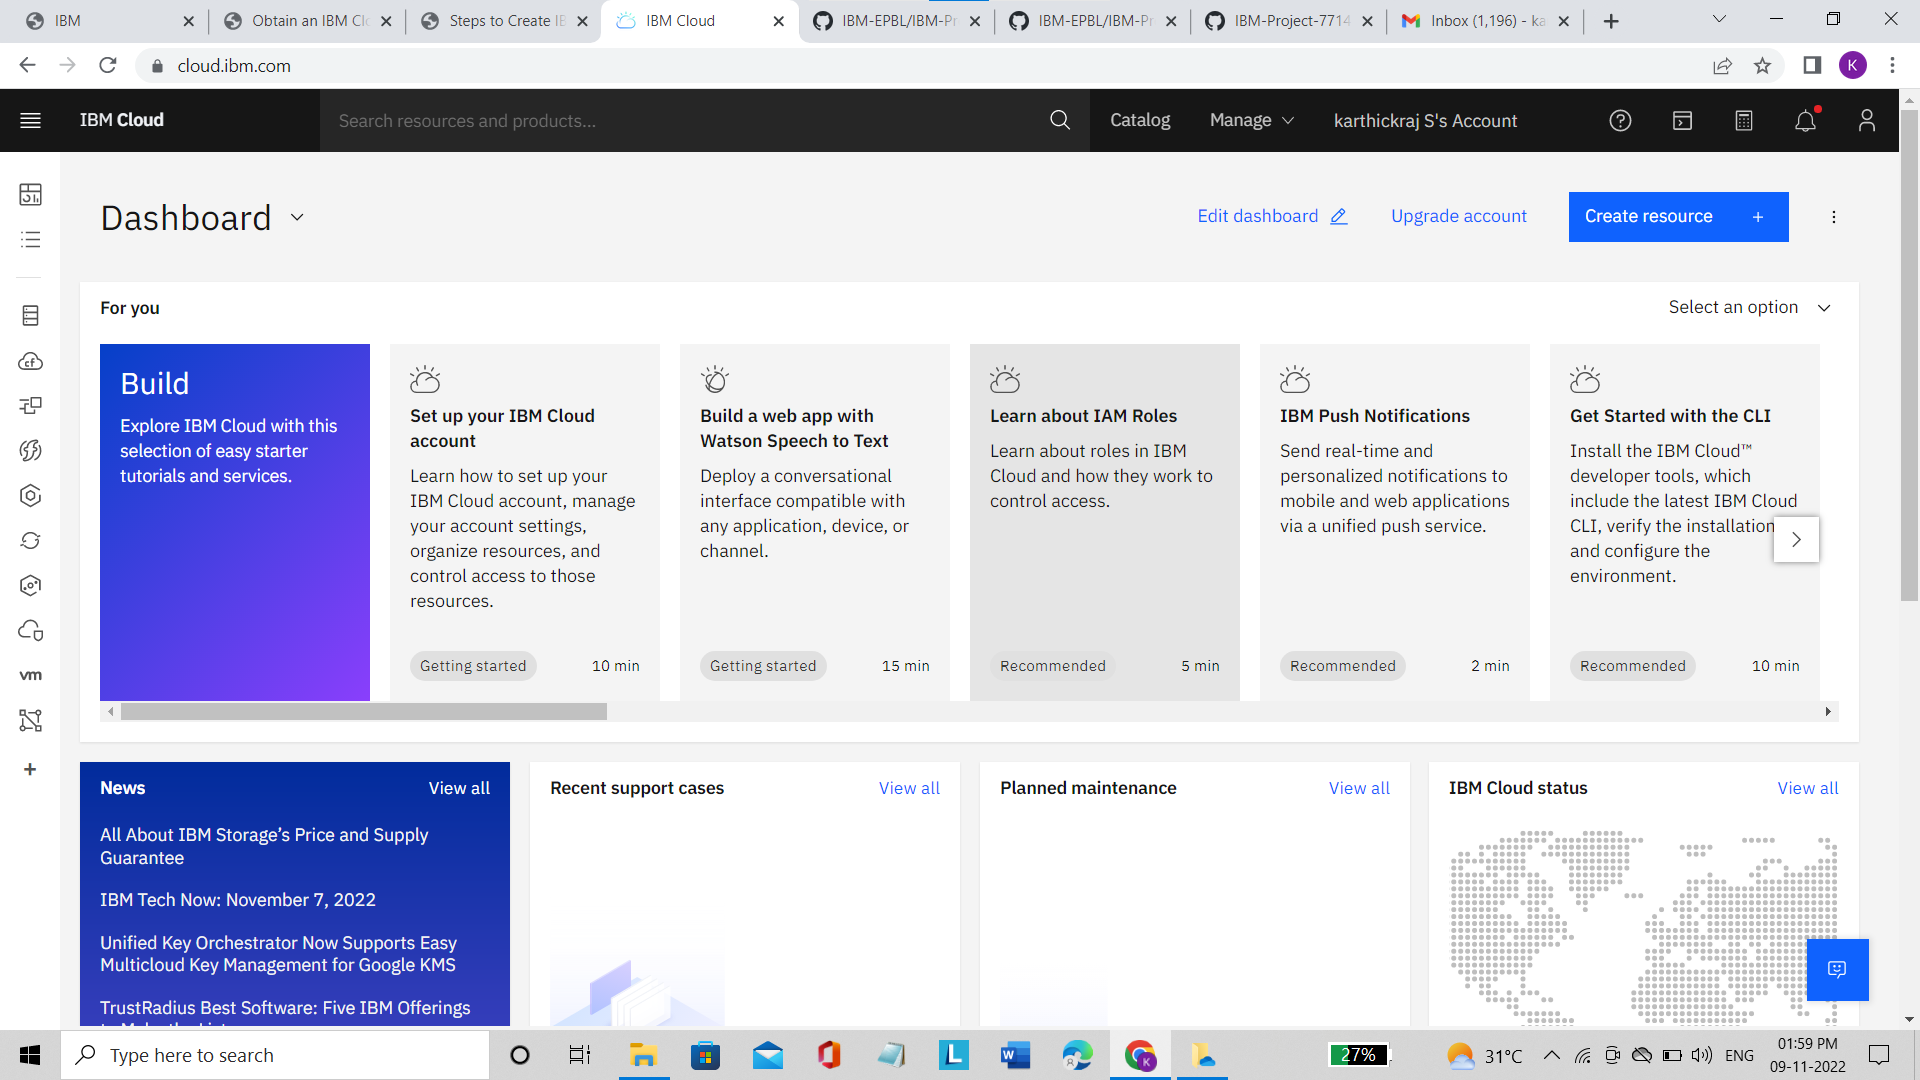 IBM
Obtain an IBM Cl
Steps to Create IB
IBM Cloud
IBM-EPBL/IBM-Pr
IBM-EPBL/IBM-Pr
IBM-Project-7714
Inbox (1,196) - ka
cloud.ibm.com
K
IBM Cloud
Search resources and products...
Catalog
Manage
karthickraj S's Account
Dashboard
Edit dashboard
Upgrade account
Create resource +
For you
Select an option
Build
Explore IBM Cloud with this
selection of easy starter
tutorials and services.
Set up your IBM Cloud
account
Learn how to set up your
IBM Cloud account, manage
your account settings,
organize resources, and
control access to those
resources.
Getting started 10 min
Build a web app with
Watson Speech to Text
Deploy a conversational
interface compatible with
any application, device, or
channel.
Getting started 15 min
Learn about IAM Roles
Learn about roles in IBM
Cloud and how they work to
control access.
Recommended 5 min
IBM Push Notifications
Send real-time and
personalized notifications to
mobile and web applications
via a unified push service.
Recommended 2 min
Get Started with the CLI
Install the IBM Cloud™
developer tools, which
include the latest IBM Cloud
CLI, verify the installation
and configure the
environment.
Recommended 10 min
vm
News View all
All About IBM Storage’s Price and Supply
Guarantee
IBM Tech Now: November 7, 2022
Unified Key Orchestrator Now Supports Easy
Multicloud Key Management for Google KMS
TrustRadius Best Software: Five IBM Offerings
Recent support cases View all
Planned maintenance View all
IBM Cloud status View all
Type here to search
27%
31°C
ENG
01:59 PM
09-11-2022